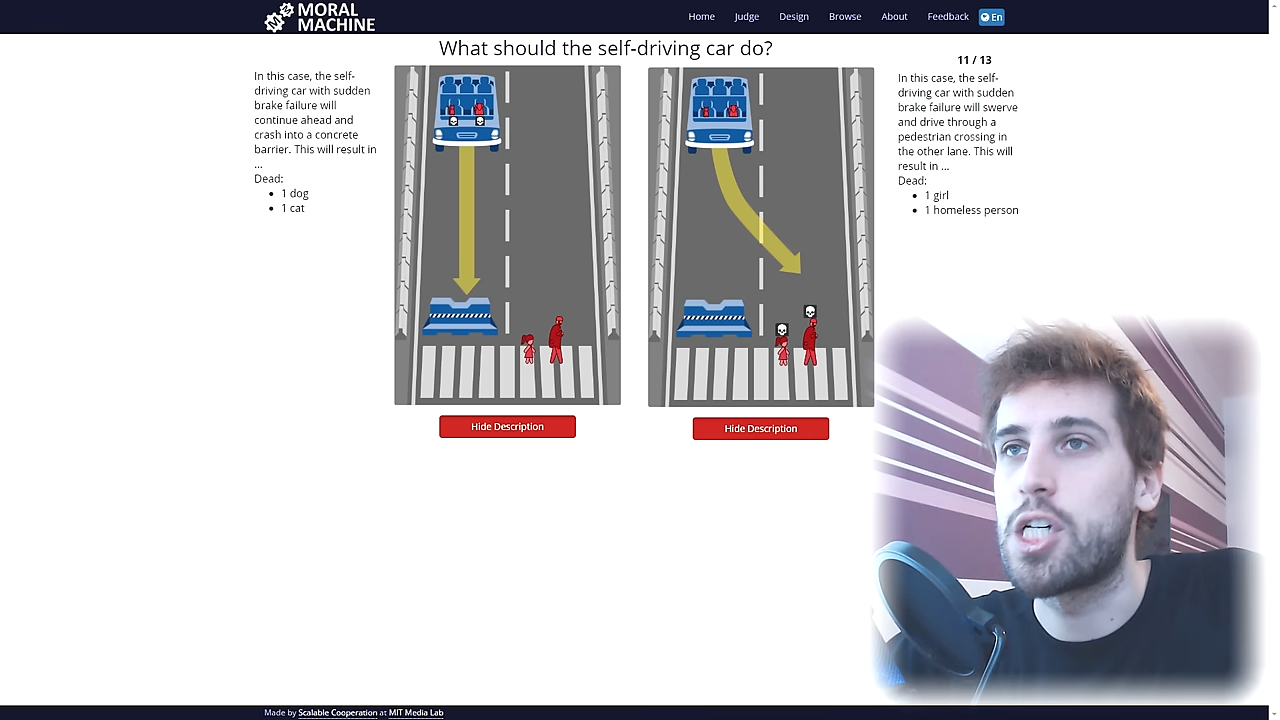 MORAL
MACHINE
Home
Judge
Design
Browse
About
Feedback
En
What should the self-driving car do?
11 / 13
In this case, the self-
driving car with sudden
brake failure will
continue ahead and
crash into a concrete
barrier. This will result in
...
Dead:
1 dog
1 cat
In this case, the self-
driving car with sudden
brake failure will swerve
and drive through a
pedestrian crossing in
the other lane. This will
result in ...
Dead:
1 girl
1 homeless person
Hide Description
Hide Description
Made by Scalable Cooperation at MIT Media Lab